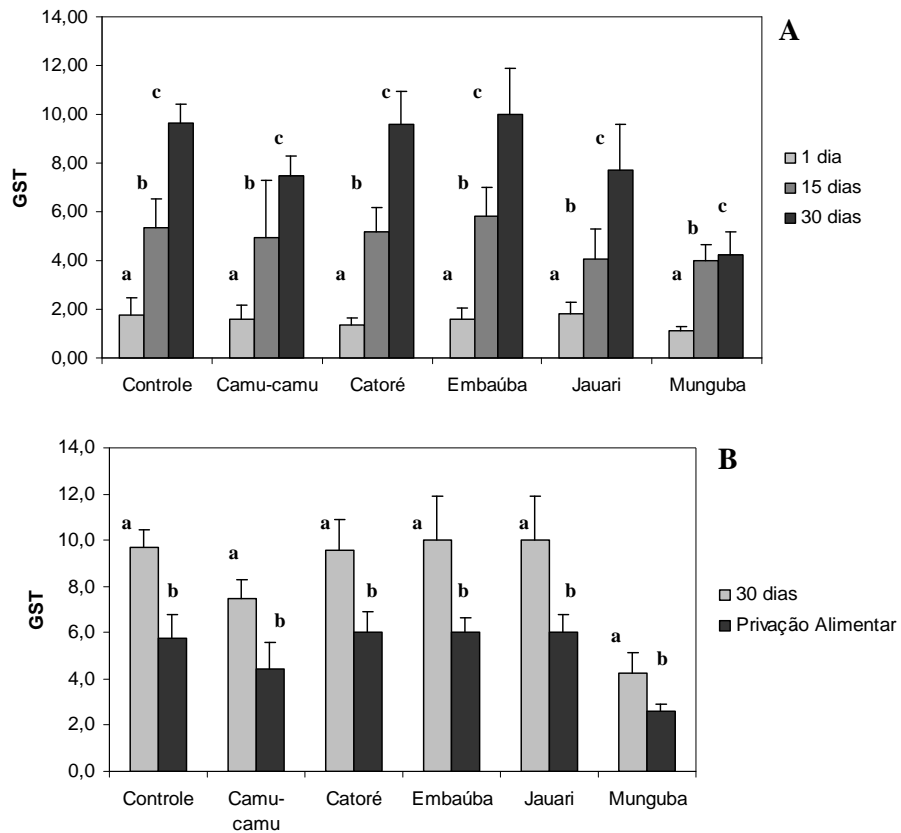 A
14,00
12,00
10,00
8,00
6,00
4,00
2,00
0,00
GST
a b c
a b c
a b c
a b c
a b c
a b c
Controle Camu-camu Catoré Embaúba Jauari Munguba
1 dia
15 dias
30 dias
B
14,0
12,0
10,0
8,0
6,0
4,0
2,0
0,0
GST
a b
a b
a b
a b
a b
a b
Controle Camu- Catoré Embaúba Jauari Munguba
camu
30 dias
Privação Alimentar